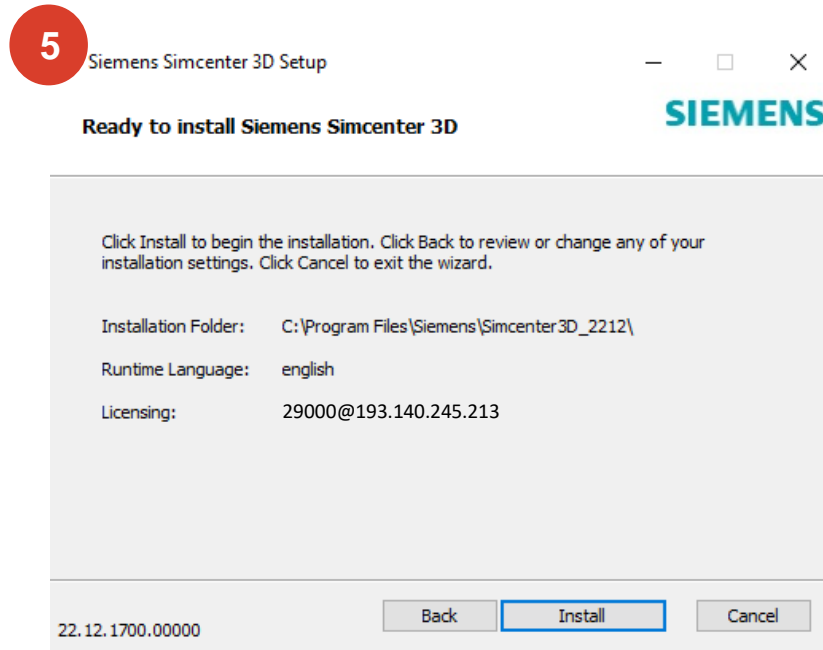 5
Siemens Simcenter 3D Setup
Ready to install Siemens Simcenter 3D
SIEMENS
Click Install to begin the installation. Click Back to review or change any of your
installation settings. Click Cancel to exit the wizard.
Installation Folder: C:\Program Files\Siemens\Simcenter3D_2212\
Runtime Language: english
Licensing: 29000@193.140.245.213
22.12.1700.00000
Back Install Cancel